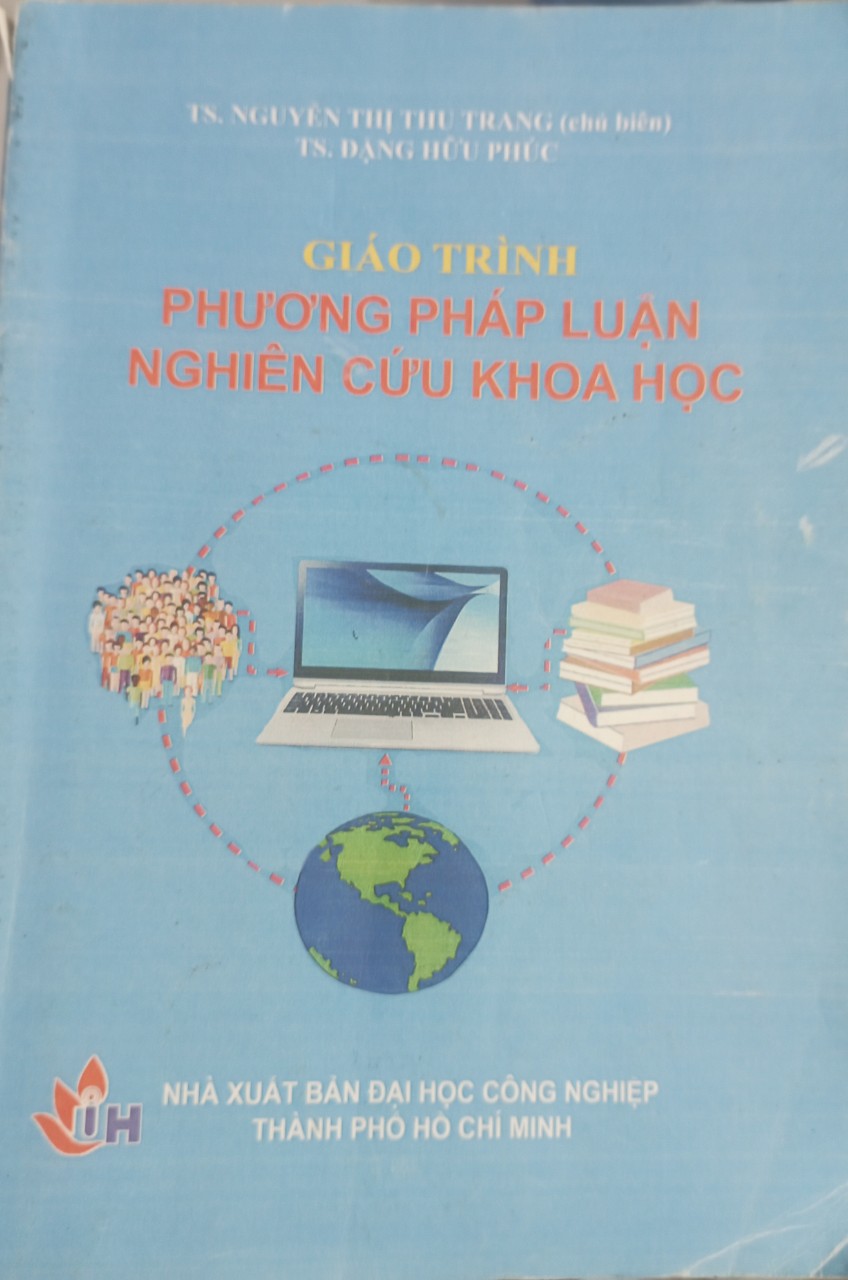 TS. NGUYỄN THỊ THU TRANG (chủ biên)
TS. ĐẶNG HỮU PHÚC
GIÁO TRÌNH
PHƯƠNG PHÁP LUẬN
NGHIÊN CỨU KHOA HỌC
IUH
NHÀ XUẤT BẢN ĐẠI HỌC CÔNG NGHIỆP
THÀNH PHỐ HỒ CHÍ MINH